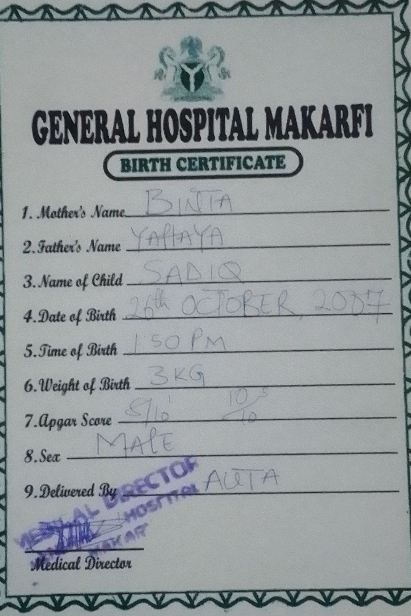 GENERAL HOSPITAL MAKARFI
BIRTH CERTIFICATE
1. Mother's Name BINTA
2. Father's Name YAHAYA
3. Name of Child SADIQ
4. Date of Birth 26th OCTOBER, 2007
5. Time of Birth 1:50 PM
6. Weight of Birth 3KG
7. Apgar Score 8/10 10/10
8. Sex MALE
9. Delivered By AUTA
MEDICAL DIRECTOR
HOSPITAL
MAKAR
Medical Director